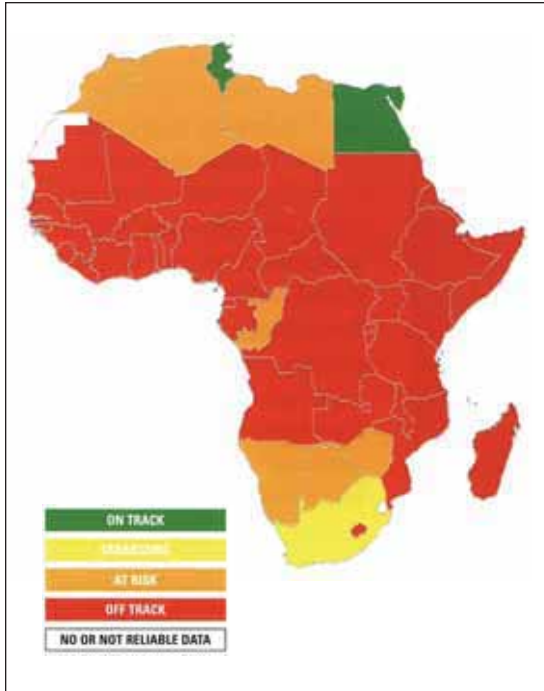 ON TRACK
AT RISK
OFF TRACK
NO OR NOT RELIABLE DATA